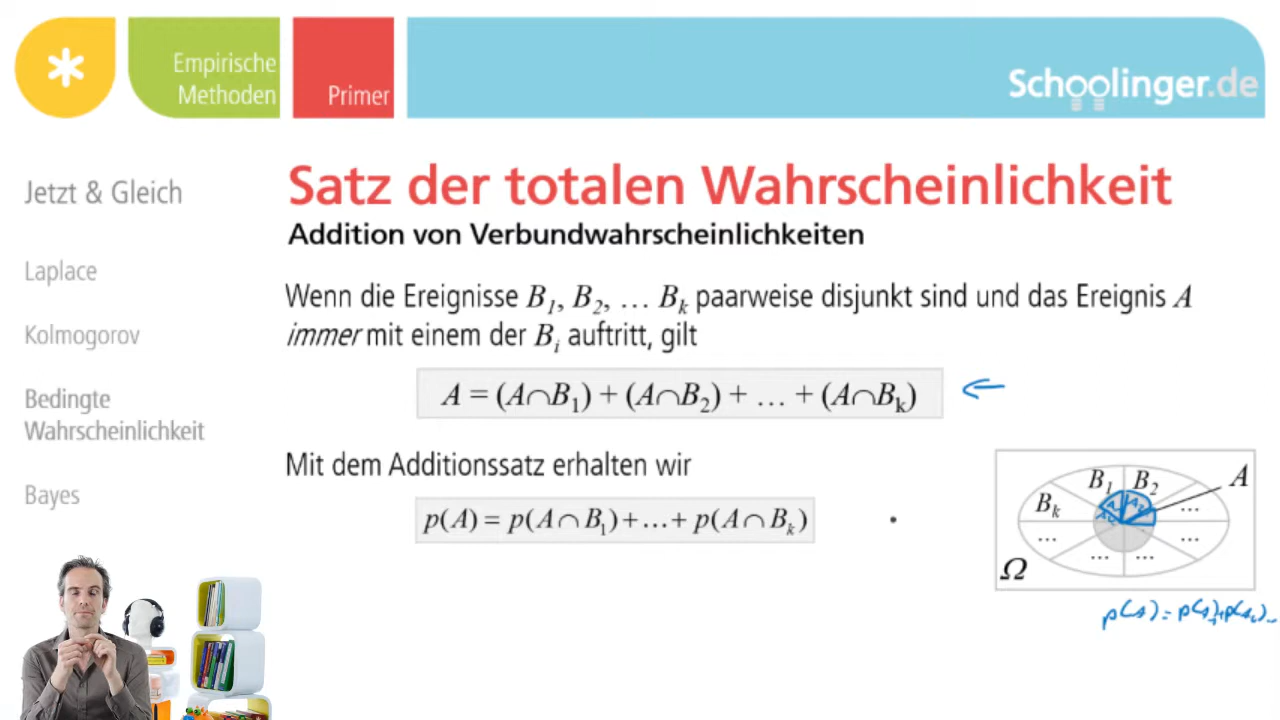 Empirische
Methoden
Primer
Schoolinger.de
Jetzt & Gleich
Laplace
Kolmogorov
Bedingte
Wahrscheinlichkeit
Bayes
Satz der totalen Wahrscheinlichkeit
Addition von Verbundwahrscheinlichkeiten
Wenn die Ereignisse B₁, B₂, … Bₖ paarweise disjunkt sind und das Ereignis A
immer mit einem der Bᵢ auftritt, gilt
A = (A∩B₁) + (A∩B₂) + … + (A∩Bₖ)
Mit dem Additionssatz erhalten wir
p(A) = p(A∩B₁)+…+ p(A∩Bₖ)
B₁ B₂ A
Bₖ ...
... ...
... ...
Ω